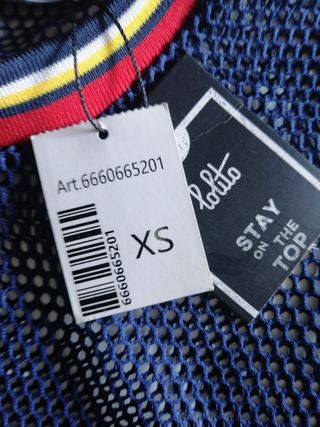 Art.6660665201
6660665201
XS
lolito
STAY
ON THE
TOP